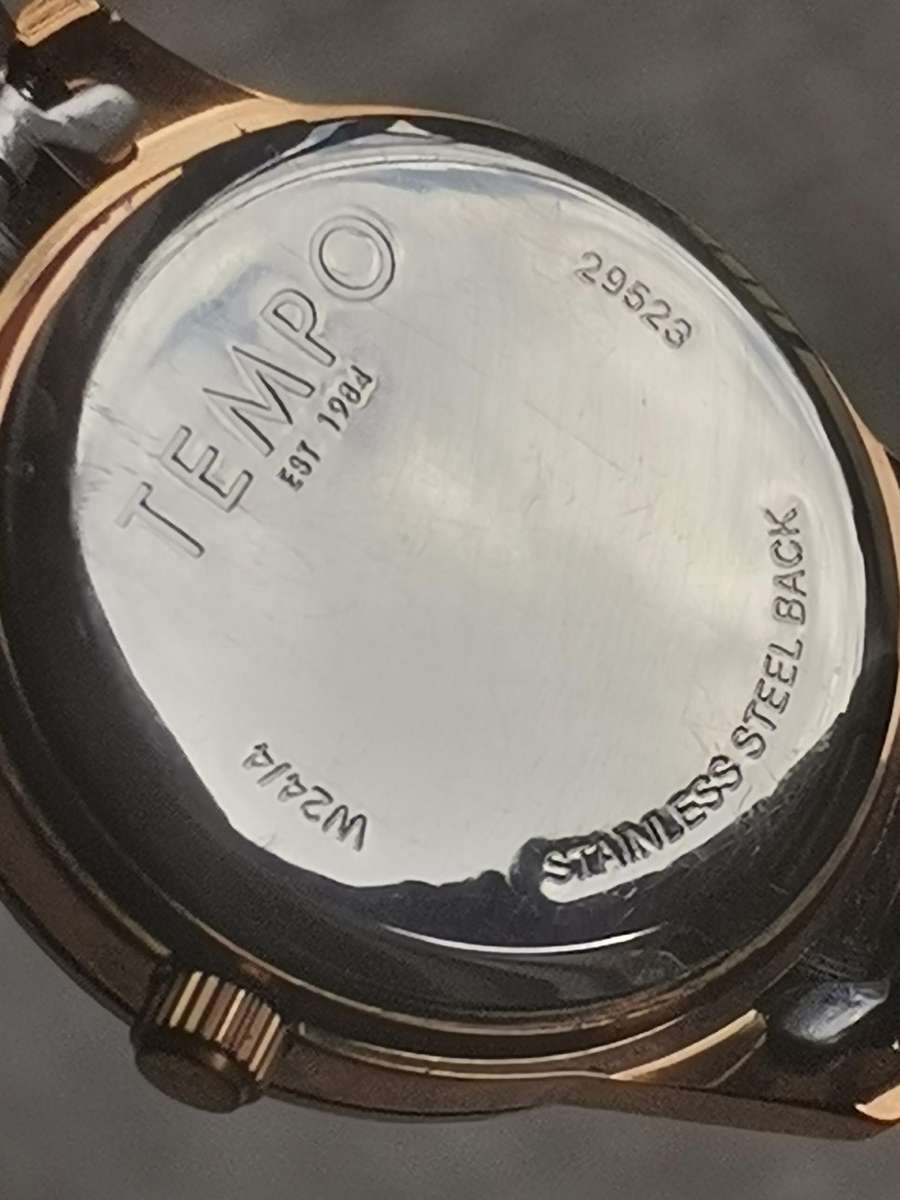 TEMPO
EST 1984
29523
STAINLESS STEEL BACK
W24/4